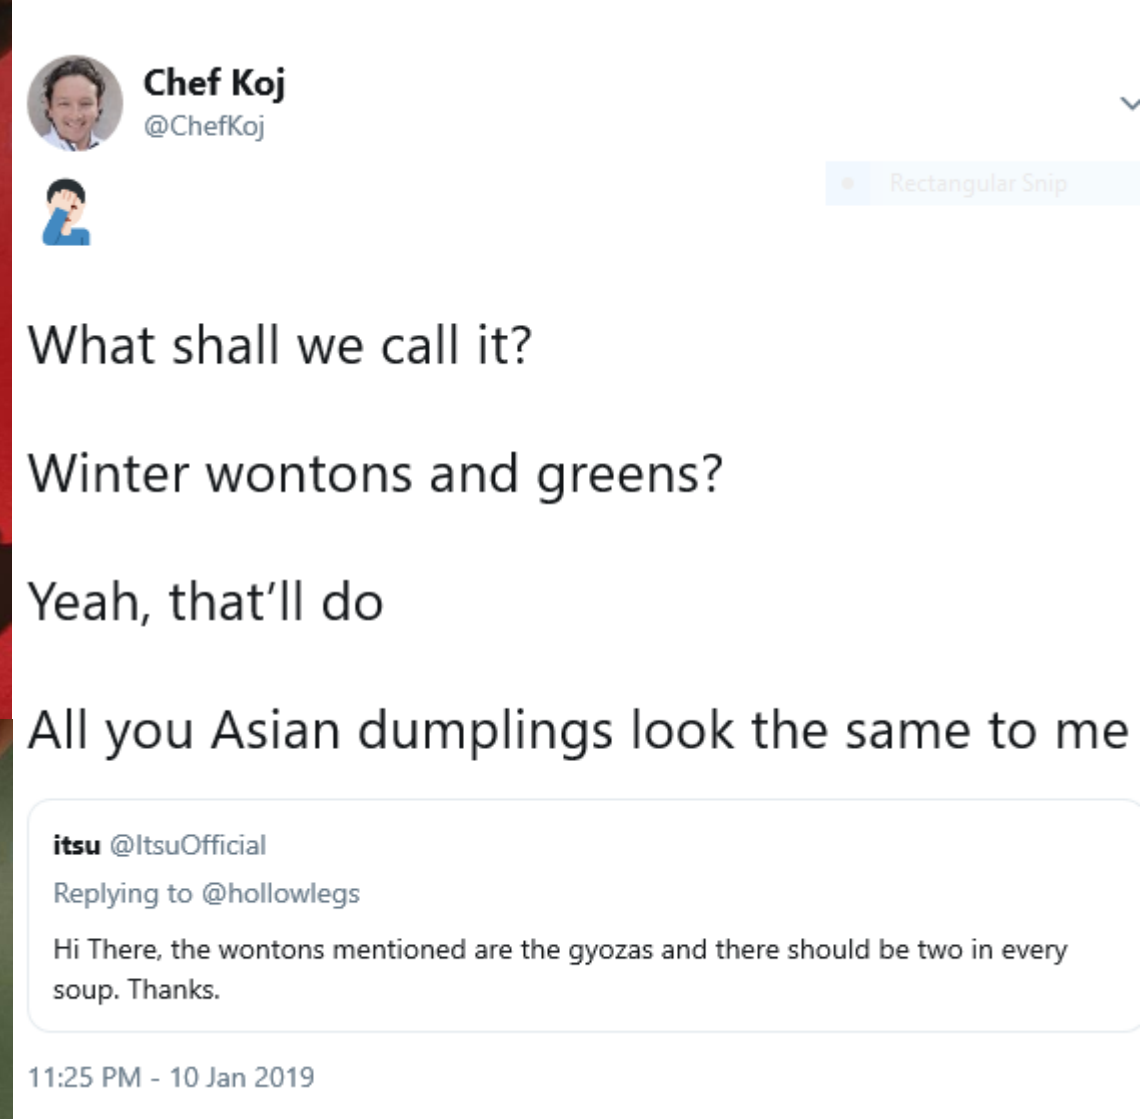 Chef Koj
@ChefKoj
Rectangular Snip
What shall we call it?
Winter wontons and greens?
Yeah, that’ll do
All you Asian dumplings look the same to me
itsu @ItsuOfficial
Replying to @hollowlegs
Hi There, the wontons mentioned are the gyozas and there should be two in every
soup. Thanks.
11:25 PM - 10 Jan 2019